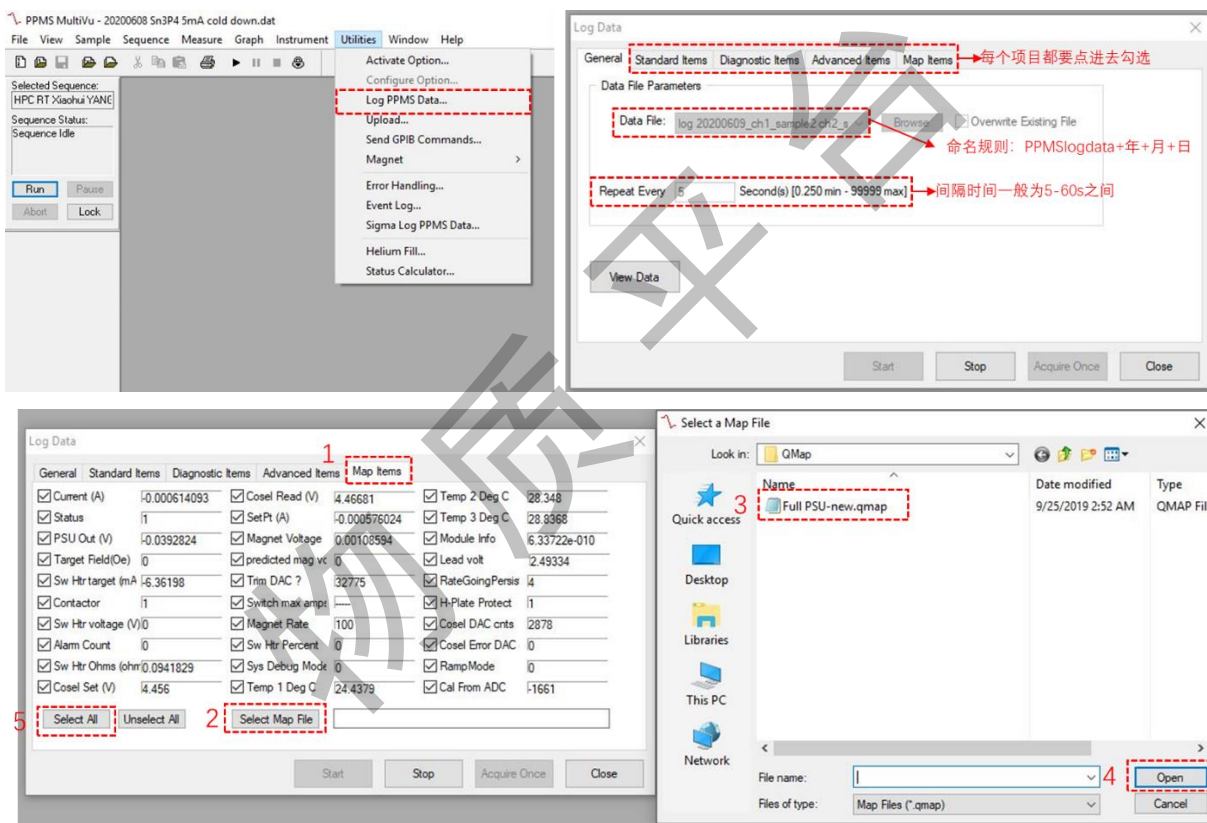 PPMS MultiVu - 20200608 Sn3P4 5mA cold down.dat
File View Sample Sequence Measure Graph Instrument Utilities Window Help
Selected Sequence:
HPC RT Xiaohui YANG
Sequence Status:
Sequence Idle
Run Pause
Abort Lock
Activate Option...
Configure Option...
Log PPMS Data...
Upload...
Send GPIB Commands...
Magnet >
Error Handling...
Event Log...
Sigma Log PPMS Data...
Helium Fill...
Status Calculator...
Log Data
General Standard Items Diagnostic Items Advanced Items Map Items 每个项目都要点进去勾选
Data File Parameters
Data File: log 20200609_ch1_sample2 ch2_s Browse Overwrite Existing File
命名规则：PPMSlogdata+年+月+日
Repeat Every 5 Second(s) [0.250 min - 99999 max] 间隔时间一般为5-60s之间
View Data
Start Stop Acquire Once Close
Log Data
1
General Standard Items Diagnostic Items Advanced Items Map Items
Current (A) -0.000614093 Cosel Read (V) 4.46681 Temp 2 Deg C 28.348
Status 1 SetPt (A) -0.000576024 Temp 3 Deg C 28.8368
PSU Out (V) -0.0392824 Magnet Voltage 0.00108594 Module Info 6.33722e-010
Target Field(Oe) 0 predicted mag vc 0 Lead volt -2.49334
Sw Htr target (mA -6.36198 Trim DAC ? 32775 RateGoingPersis 4
Contactor 1 Switch max amps ----- H-Plate Protect 1
Sw Htr voltage (V) 0 Magnet Rate 100 Cosel DAC cnts 2878
Alarm Count 0 Sw Htr Percent 0 Cosel Error DAC 0
Sw Htr Ohms (ohm 0.0941829 Sys Debug Mode 0 RampMode 0
Cosel Set (V) 4.456 Temp 1 Deg C 24.4379 Cal From ADC -1661
5 Select All Unselect All 2 Select Map File
Start Stop Acquire Once Close
Select a Map File
Look in: QMap
Name Date modified Type
3 Full PSU-new.qmap 9/25/2019 2:52 AM QMAP Fil
Quick access
Desktop
Libraries
This PC
Network
File name: 4 Open
Files of type: Map Files (*.qmap) Cancel
物质平台